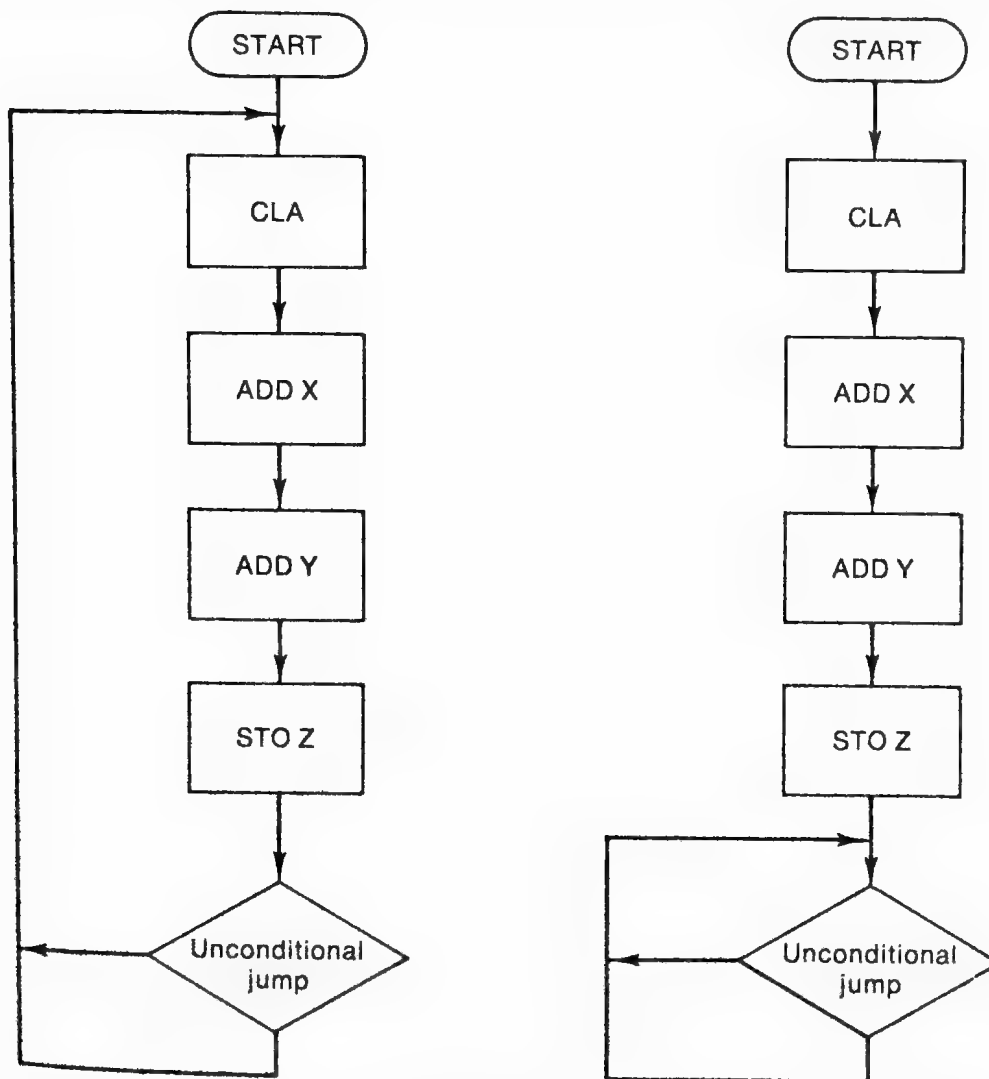 START
CLA
ADD X
ADD Y
STO Z
Unconditional
jump
START
CLA
ADD X
ADD Y
STO Z
Unconditional
jump